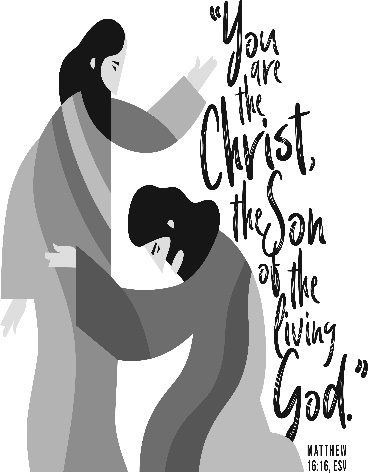 “You
are
the
Christ,
the Son
of the
living
God.”
MATTHEW
16:16, ESV